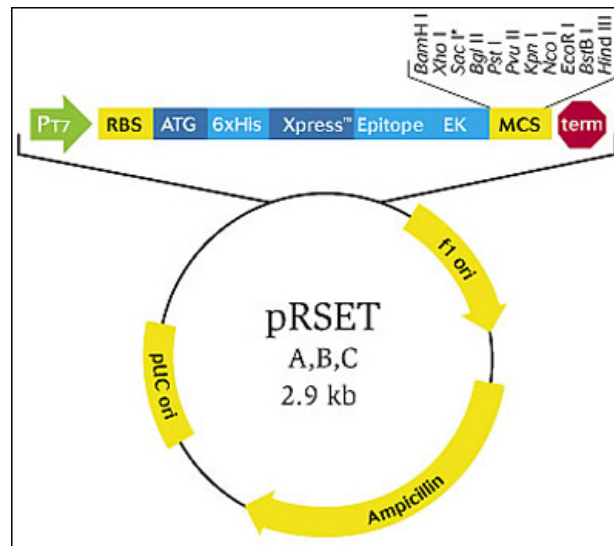 BamH I
Xho I
Sac I*
Bgl II
Pst I
Pvu II
Kpn I
Nco I
EcoR I
BstB I
Hind III
PT7
RBS
ATG
6xHis
Xpress™
Epitope
EK
MCS
term
f1 ori
pRSET
A,B,C
2.9 kb
pUC ori
Ampicillin